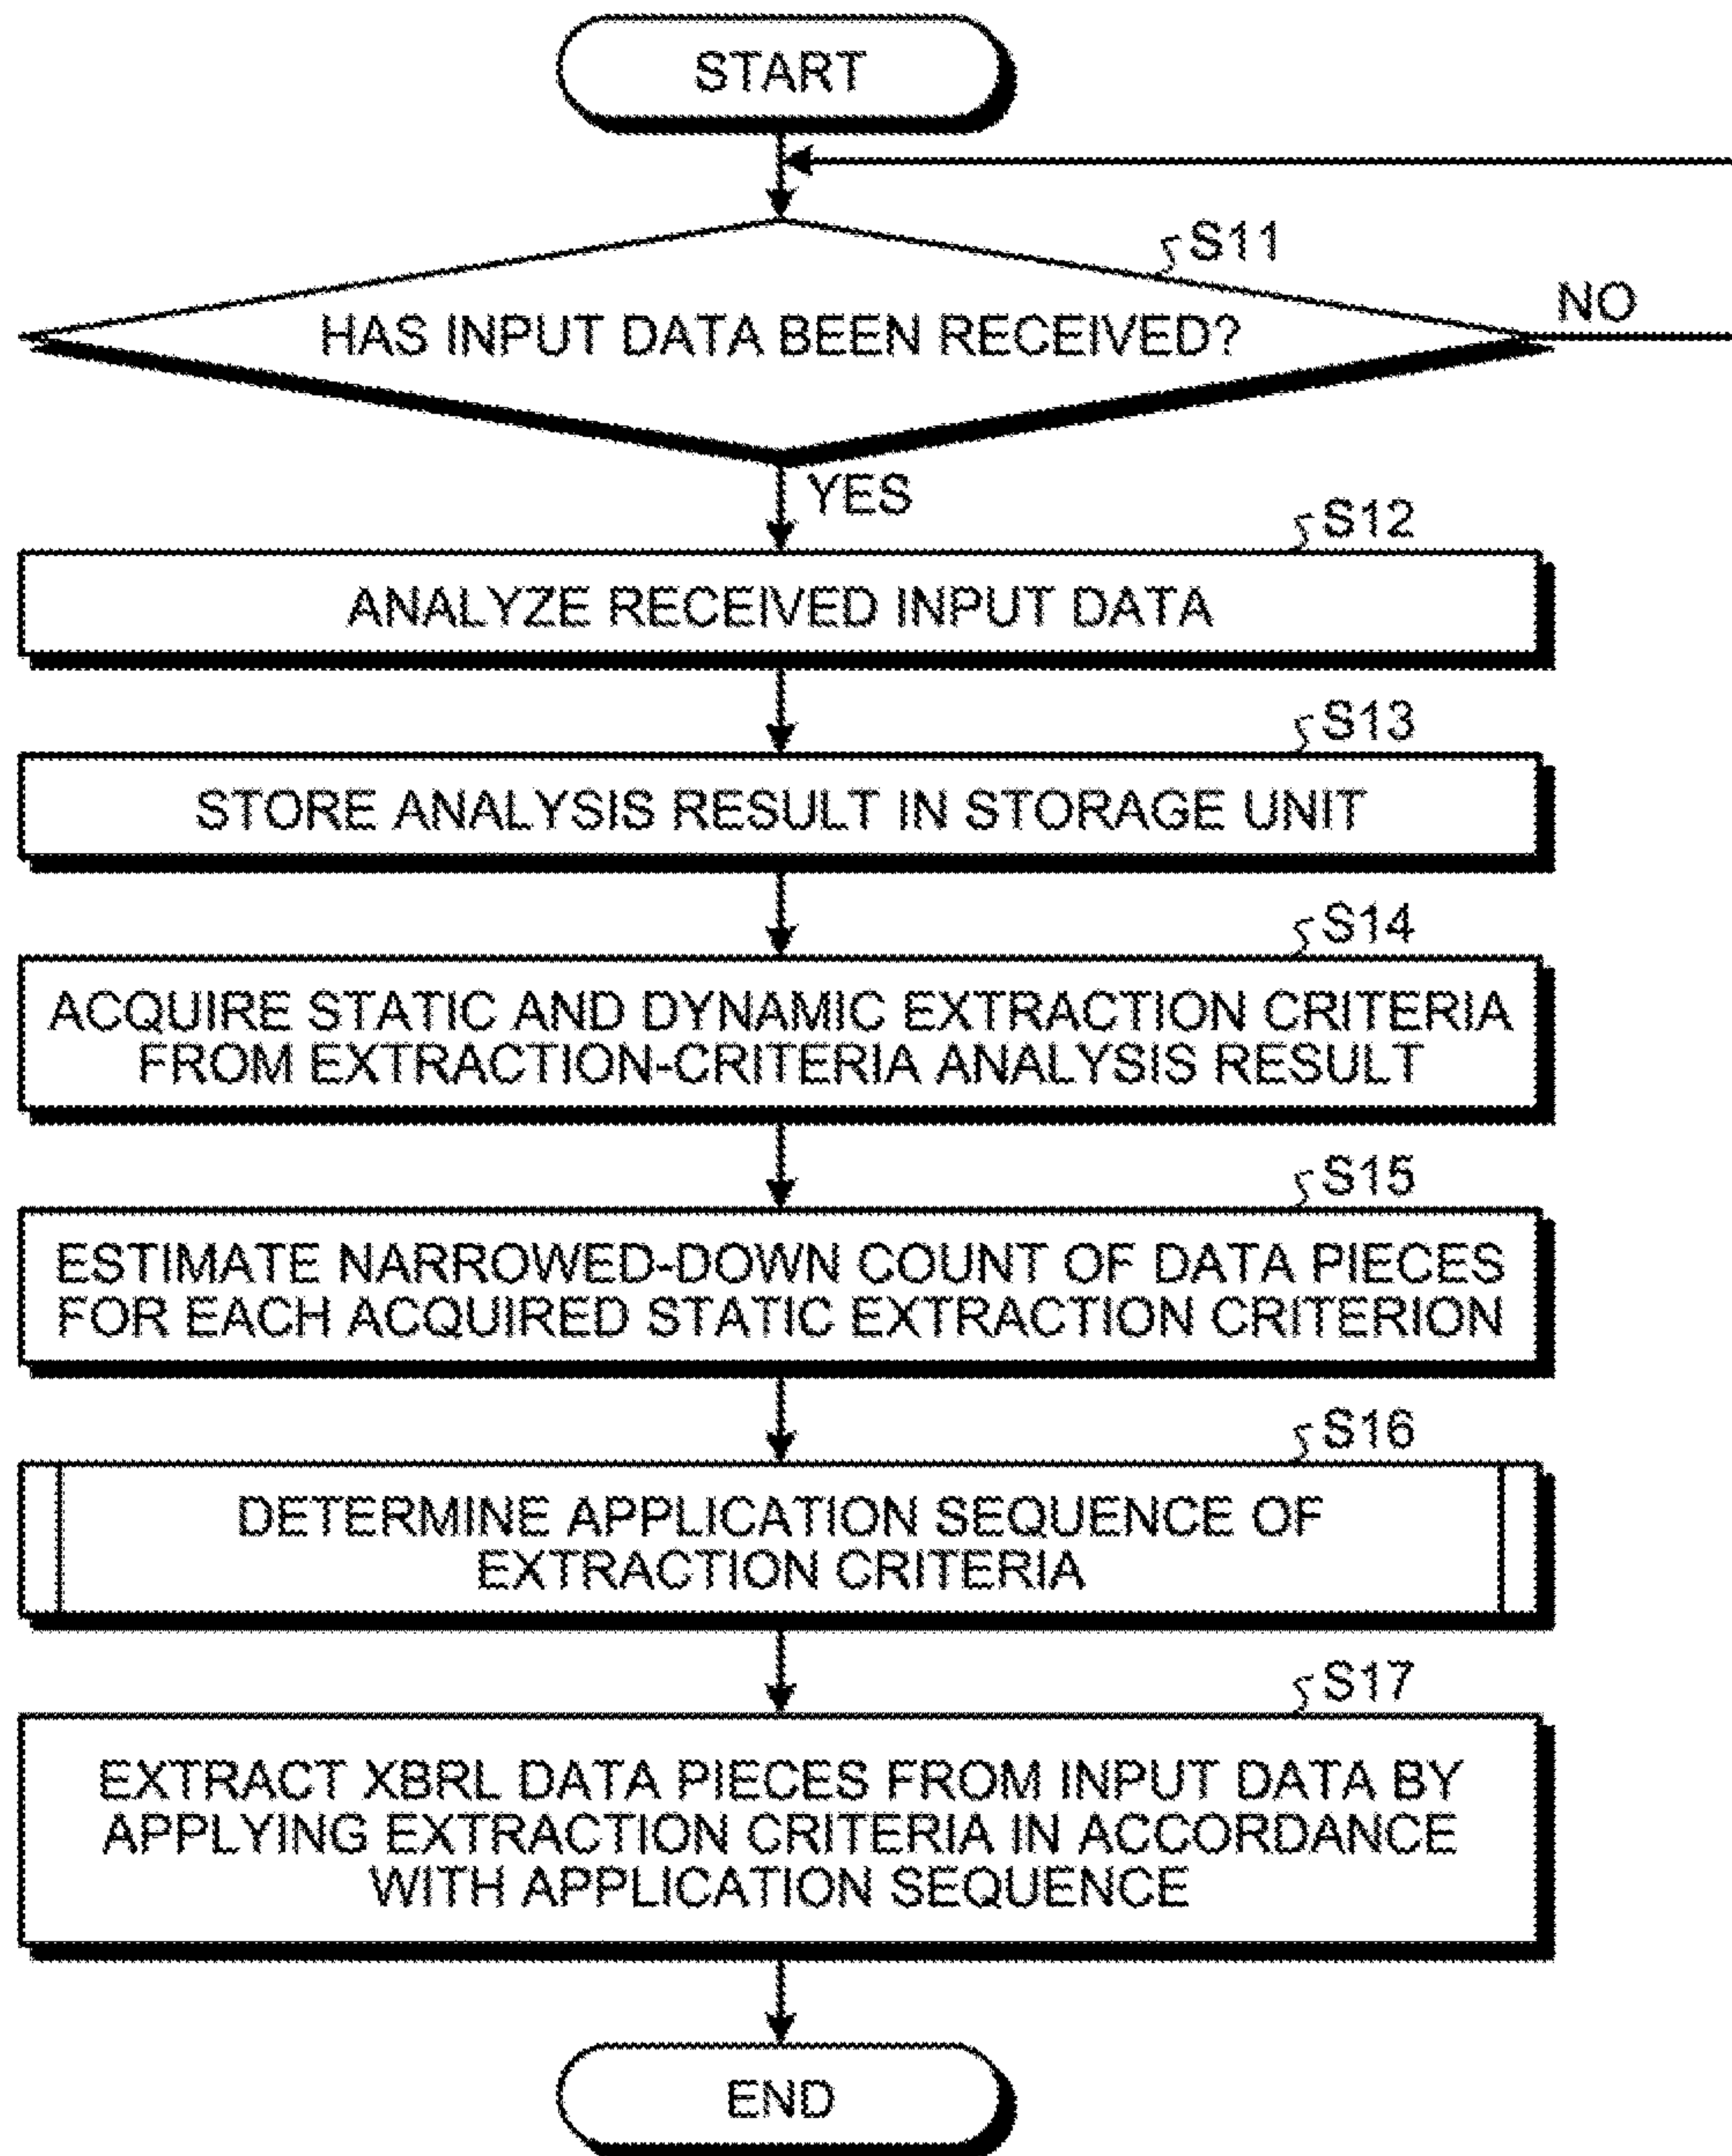 START
S11
HAS INPUT DATA BEEN RECEIVED?
NO
YES
S12
ANALYZE RECEIVED INPUT DATA
S13
STORE ANALYSIS RESULT IN STORAGE UNIT
S14
ACQUIRE STATIC AND DYNAMIC EXTRACTION CRITERIA
FROM EXTRACTION-CRITERIA ANALYSIS RESULT
S15
ESTIMATE NARROWED-DOWN COUNT OF DATA PIECES
FOR EACH ACQUIRED STATIC EXTRACTION CRITERION
S16
DETERMINE APPLICATION SEQUENCE OF
EXTRACTION CRITERIA
S17
EXTRACT XBRL DATA PIECES FROM INPUT DATA BY
APPLYING EXTRACTION CRITERIA IN ACCORDANCE
WITH APPLICATION SEQUENCE
END